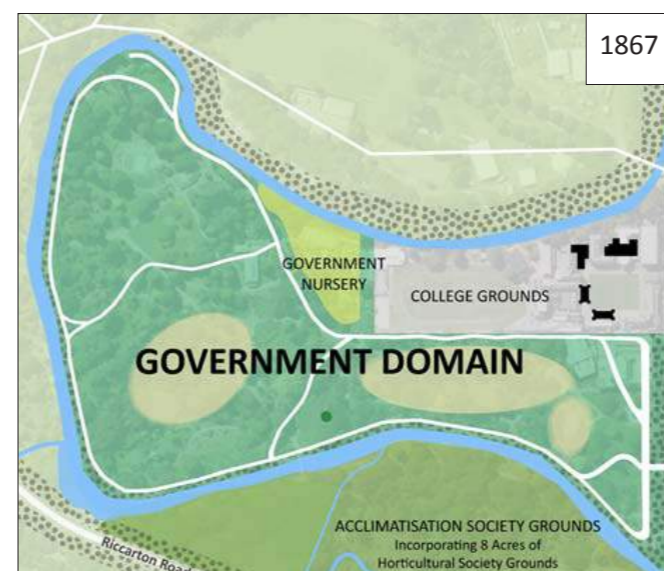 1867
GOVERNMENT
NURSERY
COLLEGE GROUNDS
GOVERNMENT DOMAIN
ACCLIMATISATION SOCIETY GROUNDS
Incorporating 8 Acres of
Horticultural Society Grounds
Riccarton Road